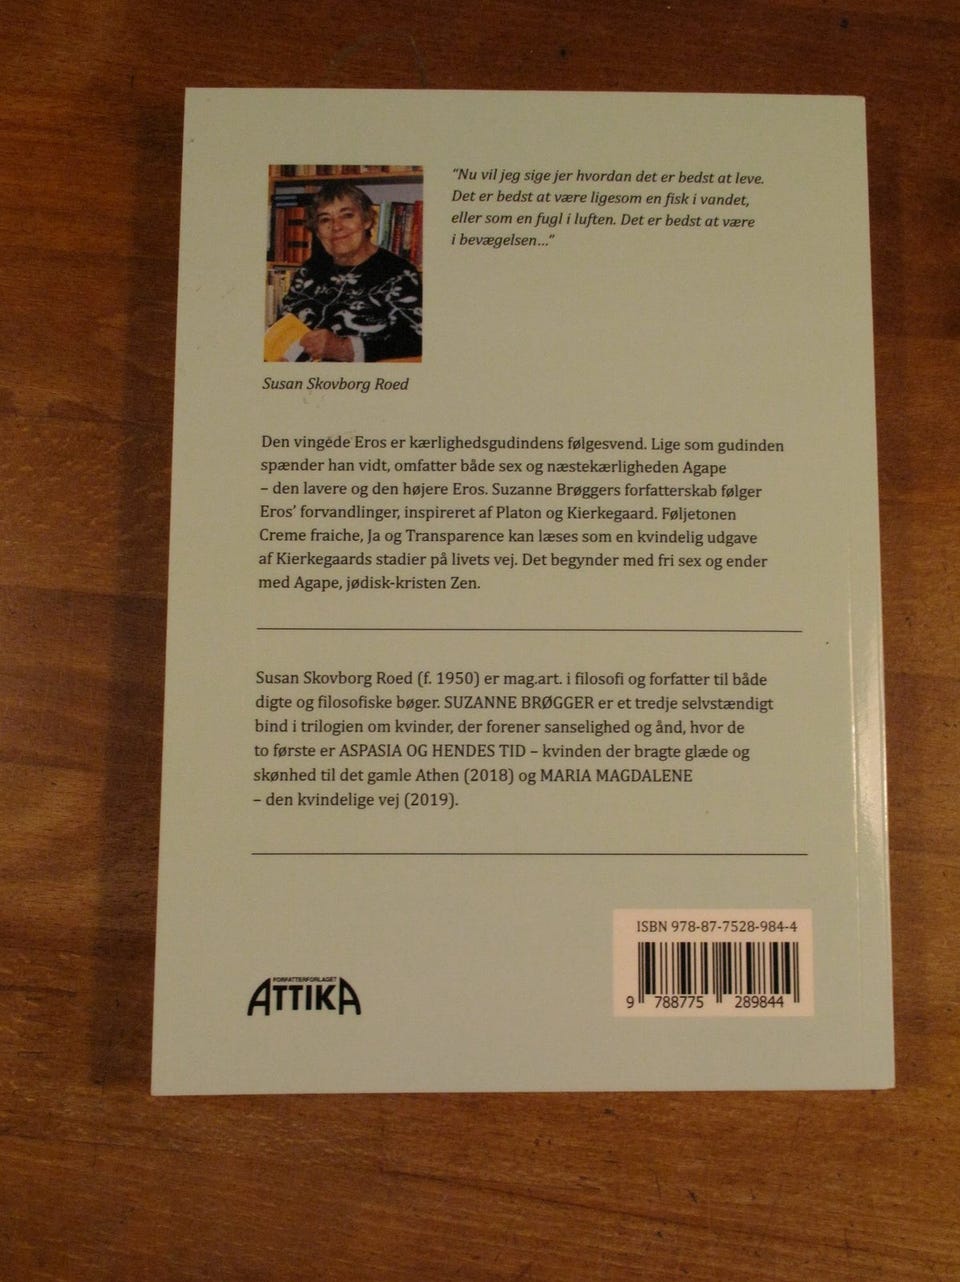 “Nu vil jeg sige jer hvordan det er bedst at leve.
Det er bedst at være ligesom en fisk i vandet,
eller som en fugl i luften. Det er bedst at være
i bevægelsen...”
Susan Skovborg Roed
Den vingede Eros er kærlighedsgudindens følgesvend. Lige som gudinden
spænder han vidt, omfatter både sex og næstekærligheden Agape
– den lavere og den højere Eros. Suzanne Brøggers forfatterskab følger
Eros’ forvandlinger, inspireret af Platon og Kierkegaard. Føljetonen
Creme fraiche, Ja og Transparence kan læses som en kvindelig udgave
af Kierkegaards stadier på livets vej. Det begynder med fri sex og ender
med Agape, jødisk-kristen Zen.
Susan Skovborg Roed (f. 1950) er mag.art. i filosofi og forfatter til både
digte og filosofiske bøger. SUZANNE BRØGGER er et tredje selvstændigt
bind i trilogien om kvinder, der forener sanselighed og ånd, hvor de
to første er ASPASIA OG HENDES TID – kvinden der bragte glæde og
skønhed til det gamle Athen (2018) og MARIA MAGDALENE
– den kvindelige vej (2019).
ISBN 978-87-7528-984-4
9 788775 289844
FORFATTERFORLAGET
ATTIKA